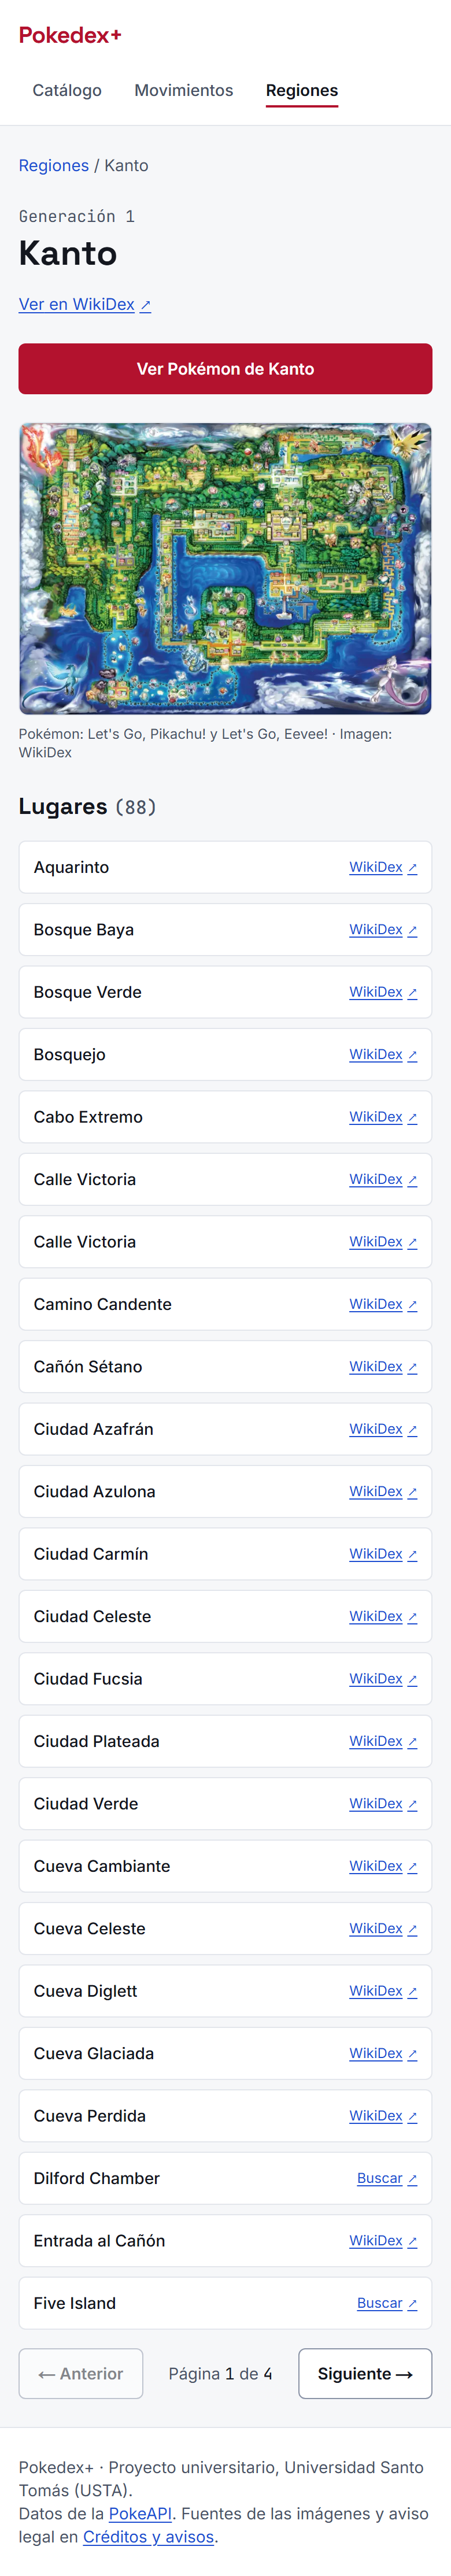 Pokedex+
Catálogo Movimientos Regiones
Regiones / Kanto
Generación 1
Kanto
Ver en WikiDex ↗
Ver Pokémon de Kanto
Pokémon: Let's Go, Pikachu! y Let's Go, Eevee! · Imagen:
WikiDex
Lugares (88)
Aquarinto WikiDex ↗
Bosque Baya WikiDex ↗
Bosque Verde WikiDex ↗
Bosquejo WikiDex ↗
Cabo Extremo WikiDex ↗
Calle Victoria WikiDex ↗
Calle Victoria WikiDex ↗
Camino Candente WikiDex ↗
Cañón Sétano WikiDex ↗
Ciudad Azafrán WikiDex ↗
Ciudad Azulona WikiDex ↗
Ciudad Carmín WikiDex ↗
Ciudad Celeste WikiDex ↗
Ciudad Fucsia WikiDex ↗
Ciudad Plateada WikiDex ↗
Ciudad Verde WikiDex ↗
Cueva Cambiante WikiDex ↗
Cueva Celeste WikiDex ↗
Cueva Diglett WikiDex ↗
Cueva Glaciada WikiDex ↗
Cueva Perdida WikiDex ↗
Dilford Chamber Buscar ↗
Entrada al Cañón WikiDex ↗
Five Island Buscar ↗
← Anterior Página 1 de 4 Siguiente →
Pokedex+ · Proyecto universitario, Universidad Santo
Tomás (USTA).
Datos de la PokeAPI. Fuentes de las imágenes y aviso
legal en Créditos y avisos.